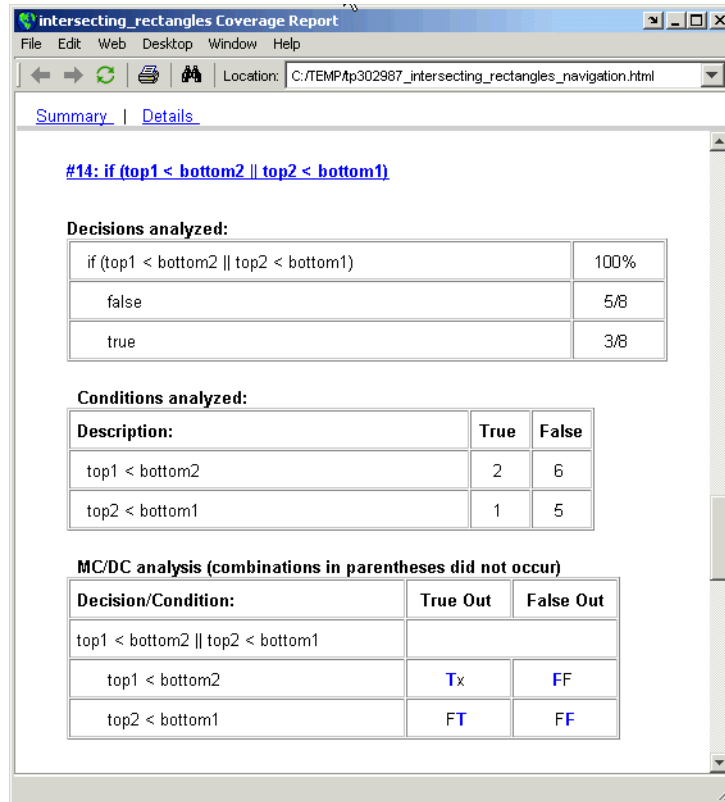 intersecting_rectangles Coverage Report
File Edit Web Desktop Window Help
Location: C:/TEMP/tp302987_intersecting_rectangles_navigation.html
Summary | Details
#14: if (top1 < bottom2 || top2 < bottom1)
Decisions analyzed:
if (top1 < bottom2 || top2 < bottom1) 100%
false 5/8
true 3/8
Conditions analyzed:
Description: True False
top1 < bottom2 2 6
top2 < bottom1 1 5
MC/DC analysis (combinations in parentheses did not occur)
Decision/Condition: True Out False Out
top1 < bottom2 || top2 < bottom1
top1 < bottom2 Tx FF
top2 < bottom1 FT FF